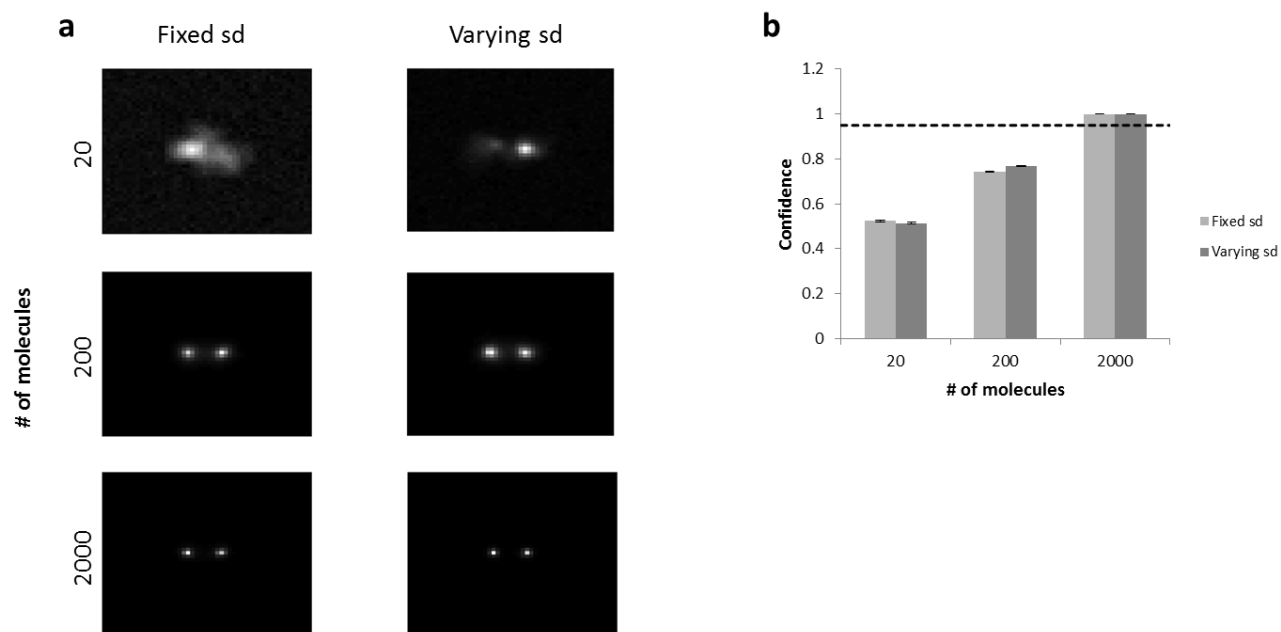 a
Fixed sd
Varying sd
20
200
2000
# of molecules
b
1.2
1
0.8
0.6
0.4
0.2
0
Confidence
20 200 2000
# of molecules
Fixed sd
Varying sd